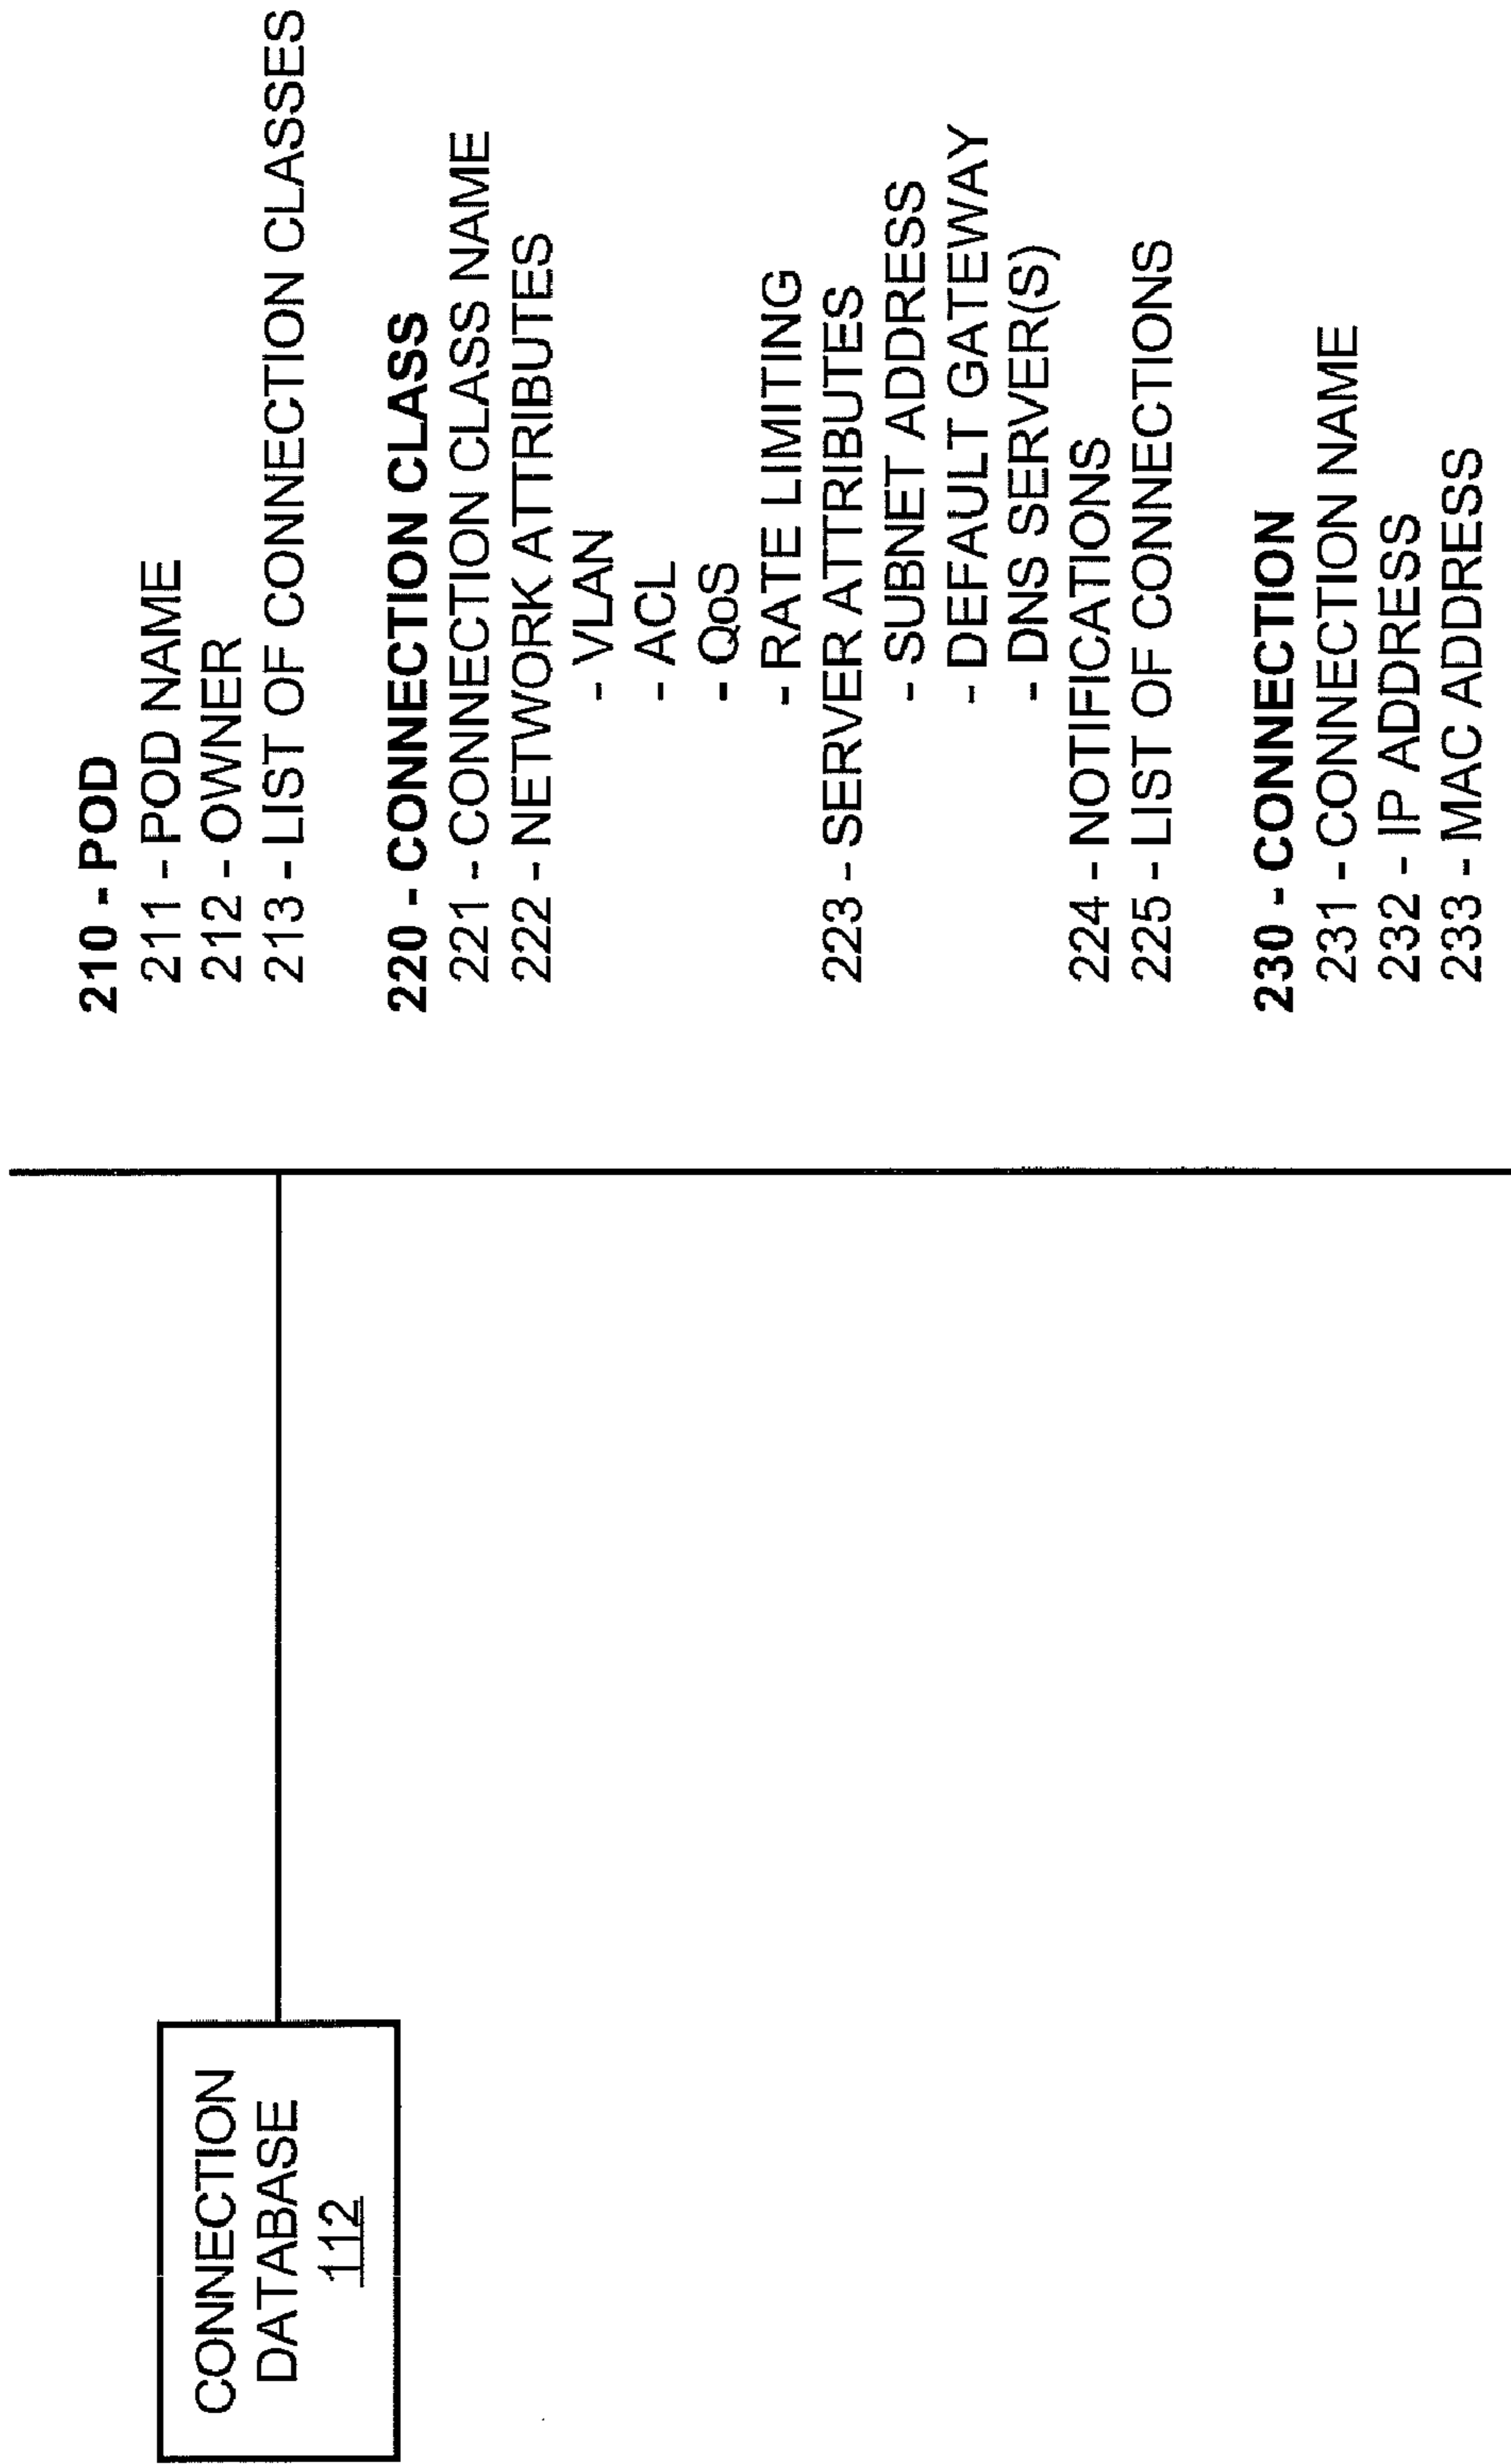 CONNECTION
DATABASE
112
210 - POD
211 - POD NAME
212 - OWNER
213 - LIST OF CONNECTION CLASSES
220 - CONNECTION CLASS
221 - CONNECTION CLASS NAME
222 - NETWORK ATTRIBUTES
- VLAN
- ACL
- QoS
- RATE LIMITING
223 - SERVER ATTRIBUTES
- SUBNET ADDRESS
- DEFAULT GATEWAY
- DNS SERVER(S)
224 - NOTIFICATIONS
225 - LIST OF CONNECTIONS
230 - CONNECTION
231 - CONNECTION NAME
232 - IP ADDRESS
233 - MAC ADDRESS